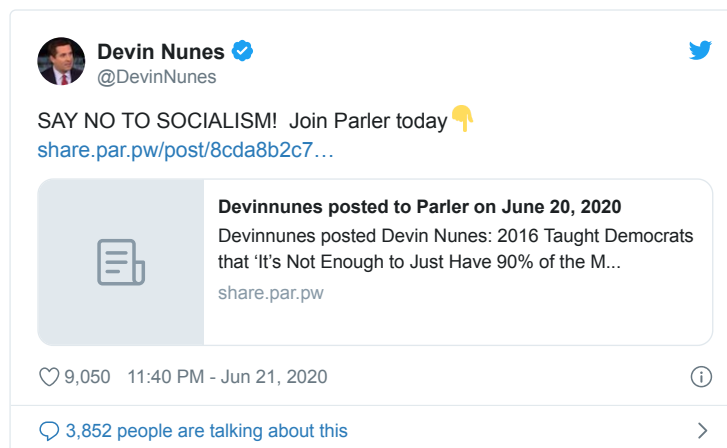 Devin Nunes
@DevinNunes
SAY NO TO SOCIALISM! Join Parler today👇
share.par.pw/post/8cda8b2c7…
Devinnunes posted to Parler on June 20, 2020
Devinnunes posted Devin Nunes: 2016 Taught Democrats
that ‘It’s Not Enough to Just Have 90% of the M...
share.par.pw
9,050 11:40 PM - Jun 21, 2020
3,852 people are talking about this